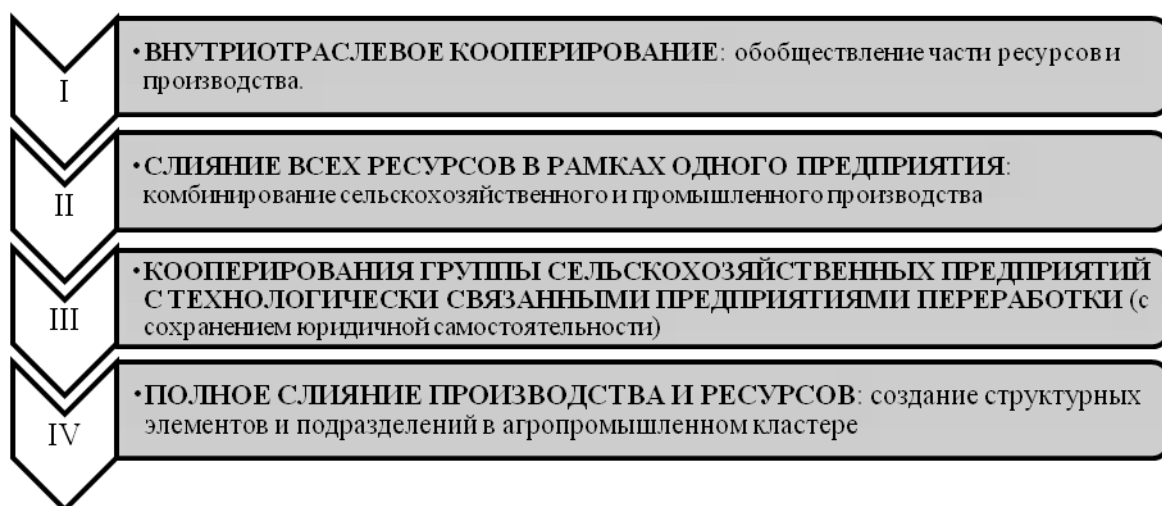 I
•ВНУТРИОТРАСЛЕВОЕ КООПЕРИРОВАНИЕ: обобществление части ресурсов и
производства.
II
•СЛИЯНИЕ ВСЕХ РЕСУРСОВ В РАМКАХ ОДНОГО ПРЕДПРИЯТИЯ:
комбинирование сельскохозяйственного и промышленного производства
III
•КООПЕРИРОВАНИЯ ГРУППЫ СЕЛЬСКОХОЗЯЙСТВЕННЫХ ПРЕДПРИЯТИЙ
С ТЕХНОЛОГИЧЕСКИ СВЯЗАННЫМИ ПРЕДПРИЯТИЯМИ ПЕРЕРАБОТКИ (с
сохранением юридичной самостоятельности)
IV
•ПОЛНОЕ СЛИЯНИЕ ПРОИЗВОДСТВА И РЕСУРСОВ: создание структурных
элементов и подразделений в агропромышленном кластере